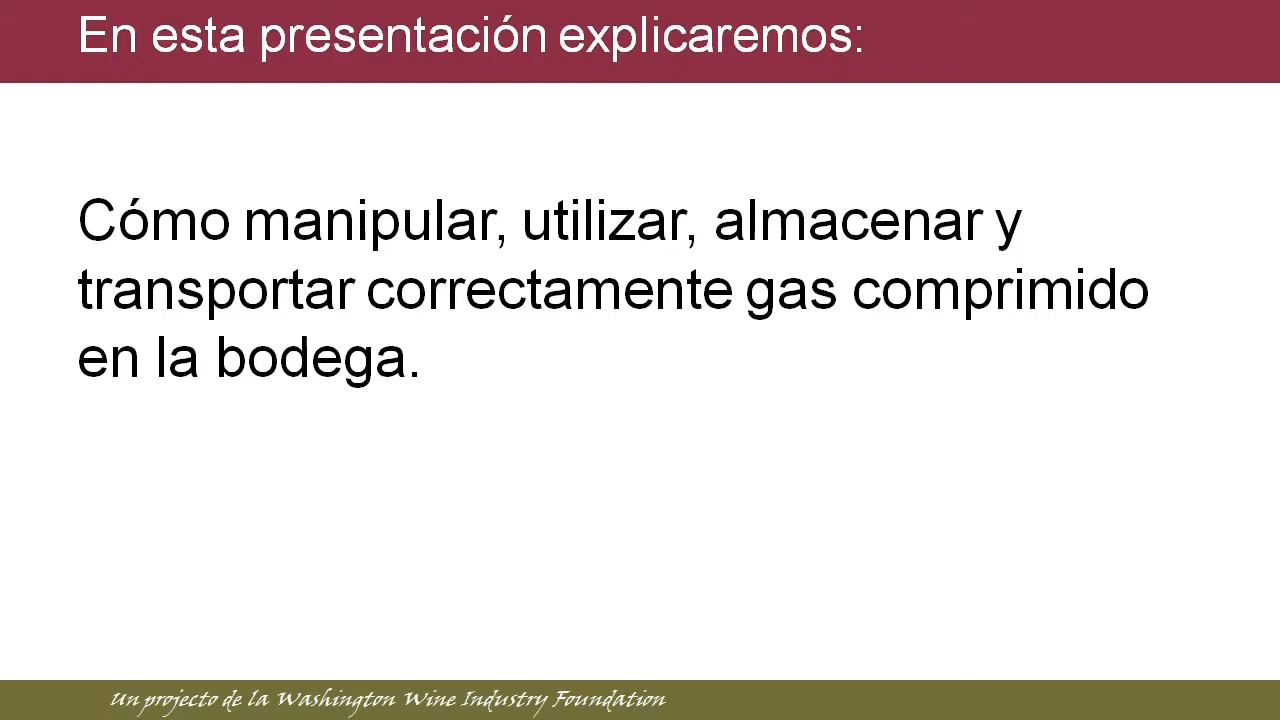 En esta presentación explicaremos:
Cómo manipular, utilizar, almacenar y
transportar correctamente gas comprimido
en la bodega.
Un projecto de la Washington Wine Industry Foundation